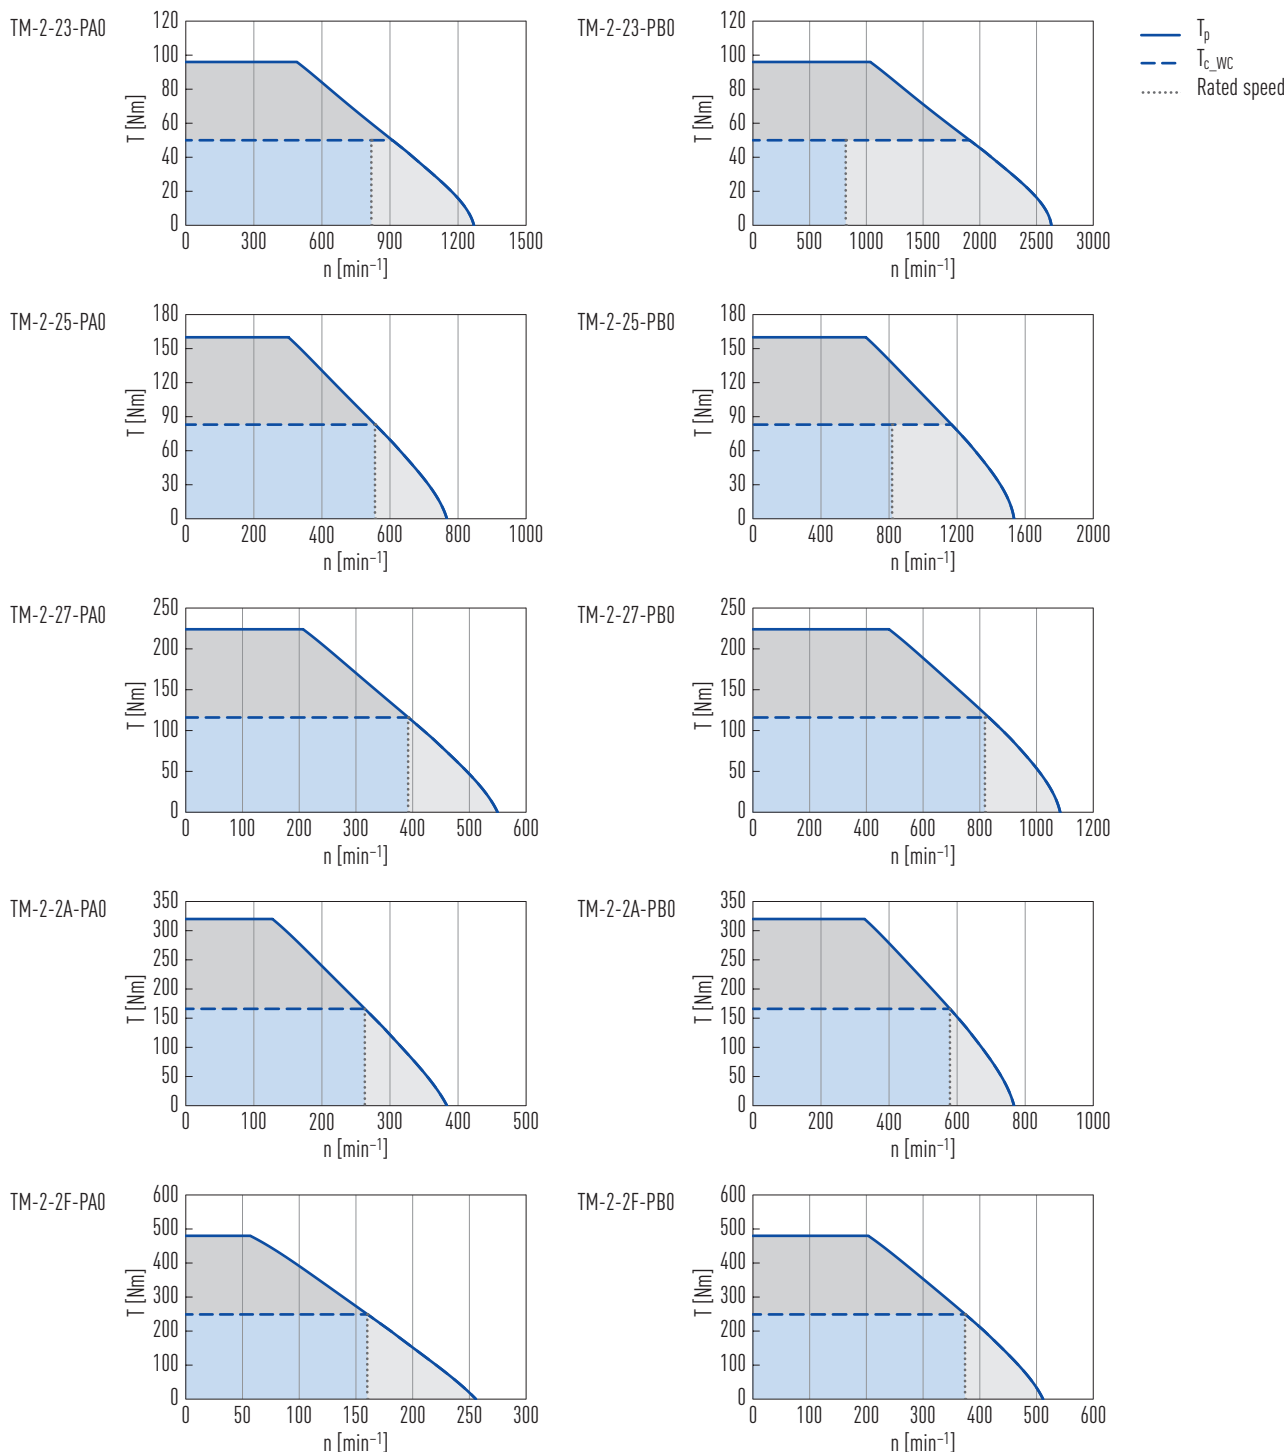 TM-2-23-PA0
T [Nm]
120
100
80
60
40
20
0
0 300 600 900 1200 1500
n [min⁻¹]
TM-2-23-PB0
T [Nm]
120
100
80
60
40
20
0
0 500 1000 1500 2000 2500 3000
n [min⁻¹]
Tp
Tc_WC
Rated speed
TM-2-25-PA0
T [Nm]
180
150
120
90
60
30
0
0 200 400 600 800 1000
n [min⁻¹]
TM-2-25-PB0
T [Nm]
180
150
120
90
60
30
0
0 400 800 1200 1600 2000
n [min⁻¹]
TM-2-27-PA0
T [Nm]
250
200
150
100
50
0
0 100 200 300 400 500 600
n [min⁻¹]
TM-2-27-PB0
T [Nm]
250
200
150
100
50
0
0 200 400 600 800 1000 1200
n [min⁻¹]
TM-2-2A-PA0
T [Nm]
350
300
250
200
150
100
50
0
0 100 200 300 400 500
n [min⁻¹]
TM-2-2A-PB0
T [Nm]
350
300
250
200
150
100
50
0
0 200 400 600 800 1000
n [min⁻¹]
TM-2-2F-PA0
T [Nm]
600
500
400
300
200
100
0
0 50 100 150 200 250 300
n [min⁻¹]
TM-2-2F-PB0
T [Nm]
600
500
400
300
200
100
0
0 100 200 300 400 500 600
n [min⁻¹]